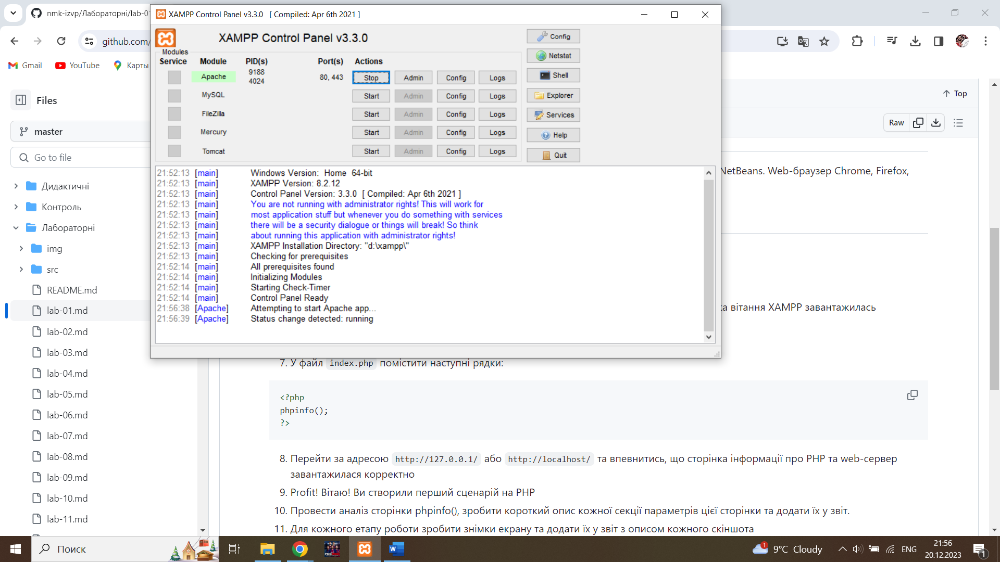 nmk-izvp/Лабораторні/lab-01
github.com/
Gmail
YouTube
Карты
Files
master
Go to file
Дидактичні
Контроль
Лабораторні
img
src
README.md
lab-01.md
lab-02.md
lab-03.md
lab-04.md
lab-05.md
lab-06.md
lab-07.md
lab-08.md
lab-09.md
lab-10.md
lab-11.md
XAMPP Control Panel v3.3.0 [ Compiled: Apr 6th 2021 ]
XAMPP Control Panel v3.3.0
Modules
Service Module PID(s) Port(s) Actions
Apache 9188 4024 80, 443 Stop Admin Config Logs
MySQL Start Admin Config Logs
FileZilla Start Admin Config Logs
Mercury Start Admin Config Logs
Tomcat Start Admin Config Logs
Config
Netstat
Shell
Explorer
Services
Help
Quit
21:52:13 [main] Windows Version: Home 64-bit
21:52:13 [main] XAMPP Version: 8.2.12
21:52:13 [main] Control Panel Version: 3.3.0 [ Compiled: Apr 6th 2021 ]
21:52:13 [main] You are not running with administrator rights! This will work for
21:52:13 [main] most application stuff but whenever you do something with services
21:52:13 [main] there will be a security dialogue or things will break! So think
21:52:13 [main] about running this application with administrator rights!
21:52:13 [main] XAMPP Installation Directory: "d:\xampp\"
21:52:13 [main] Checking for prerequisites
21:52:14 [main] All prerequisites found
21:52:14 [main] Initializing Modules
21:52:14 [main] Starting Check-Timer
21:52:14 [main] Control Panel Ready
21:56:38 [Apache] Attempting to start Apache app...
21:56:39 [Apache] Status change detected: running
Top
Raw
NetBeans. Web-браузер Chrome, Firefox,
ка вітання XAMPP завантажилась
7. У файл index.php помістити наступні рядки:
<?php
phpinfo();
?>
8. Перейти за адресою http://127.0.0.1/ або http://localhost/ та впевнитись, що сторінка інформації про PHP та web-сервер
завантажилася корректно
9. Profit! Вітаю! Ви створили перший сценарій на PHP
10. Провести аналіз сторінки phpinfo(), зробити короткий опис кожної секції параметрів цієї сторінки та додати їх у звіт.
11. Для кожного етапу роботи зробити знімки екрану та додати їх у звіт з описом кожного скіншота
Поиск
1
9°C Cloudy
ENG
21:56
20.12.2023
1